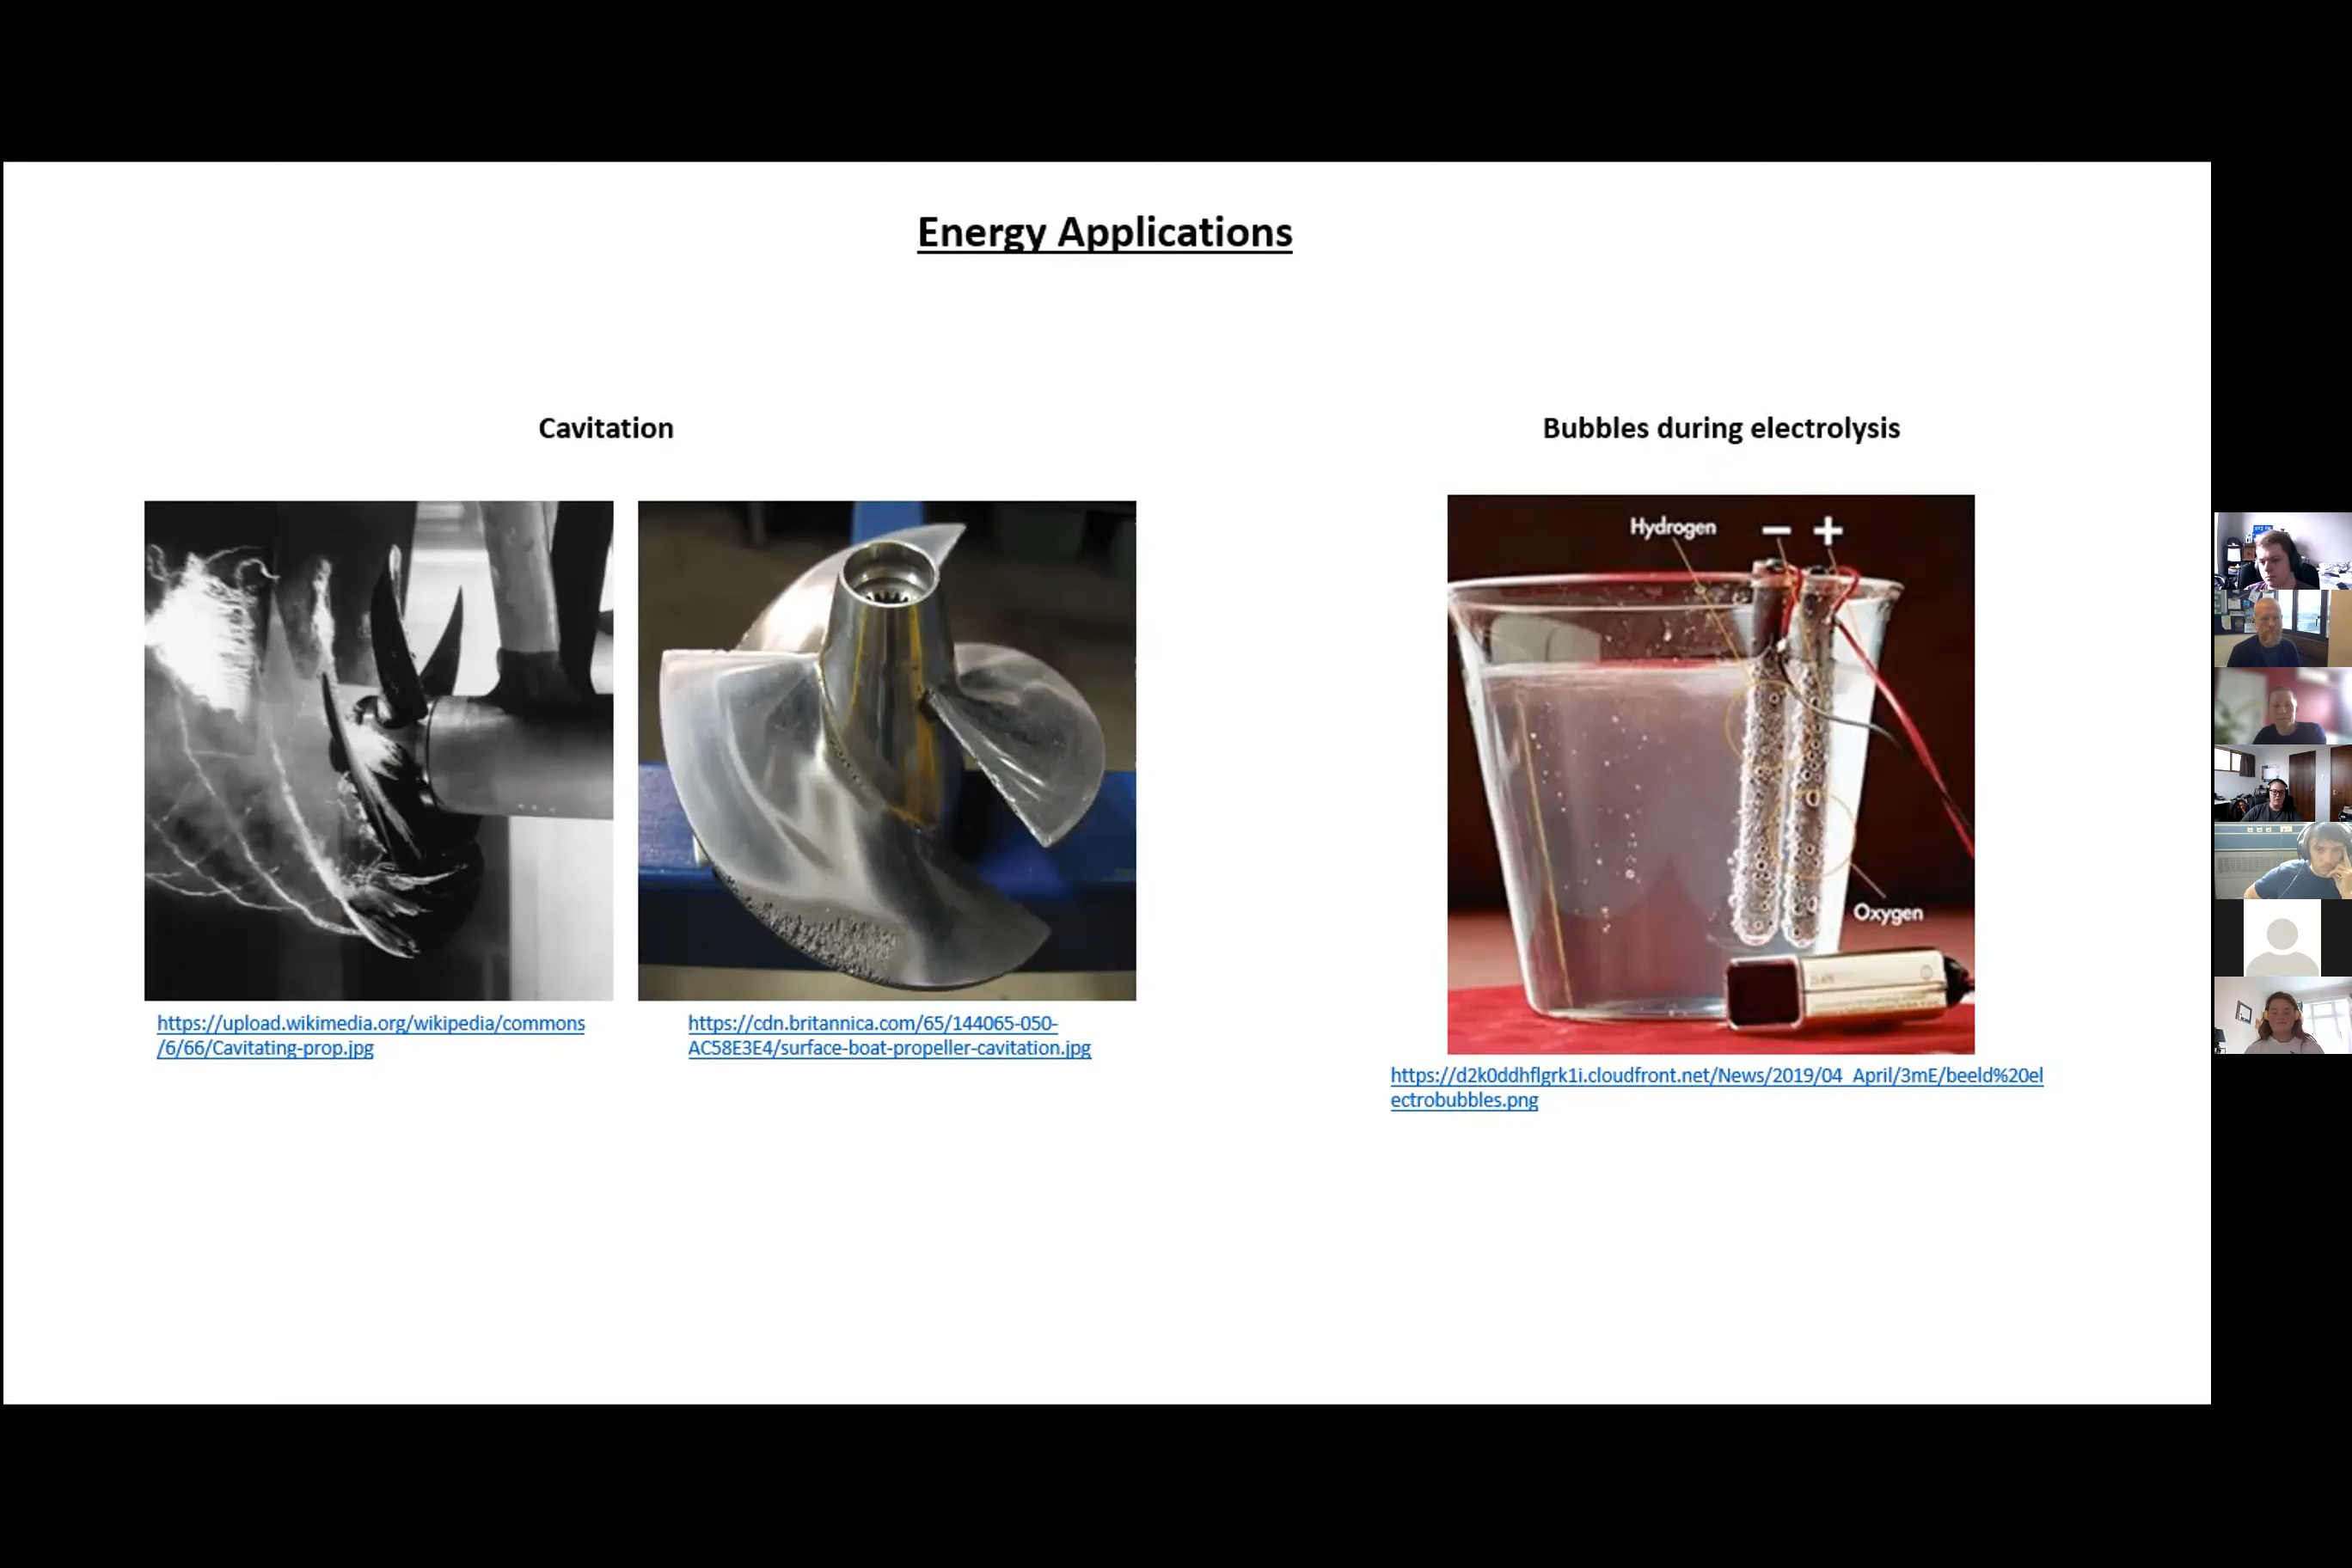 Energy Applications
Cavitation
Bubbles during electrolysis
Hydrogen
− +
Oxygen
https://upload.wikimedia.org/wikipedia/commons
/6/66/Cavitating-prop.jpg
https://cdn.britannica.com/65/144065-050-
AC58E3E4/surface-boat-propeller-cavitation.jpg
https://d2k0ddhflgrk1i.cloudfront.net/News/2019/04_April/3mE/beeld%20el
ectrobubbles.png